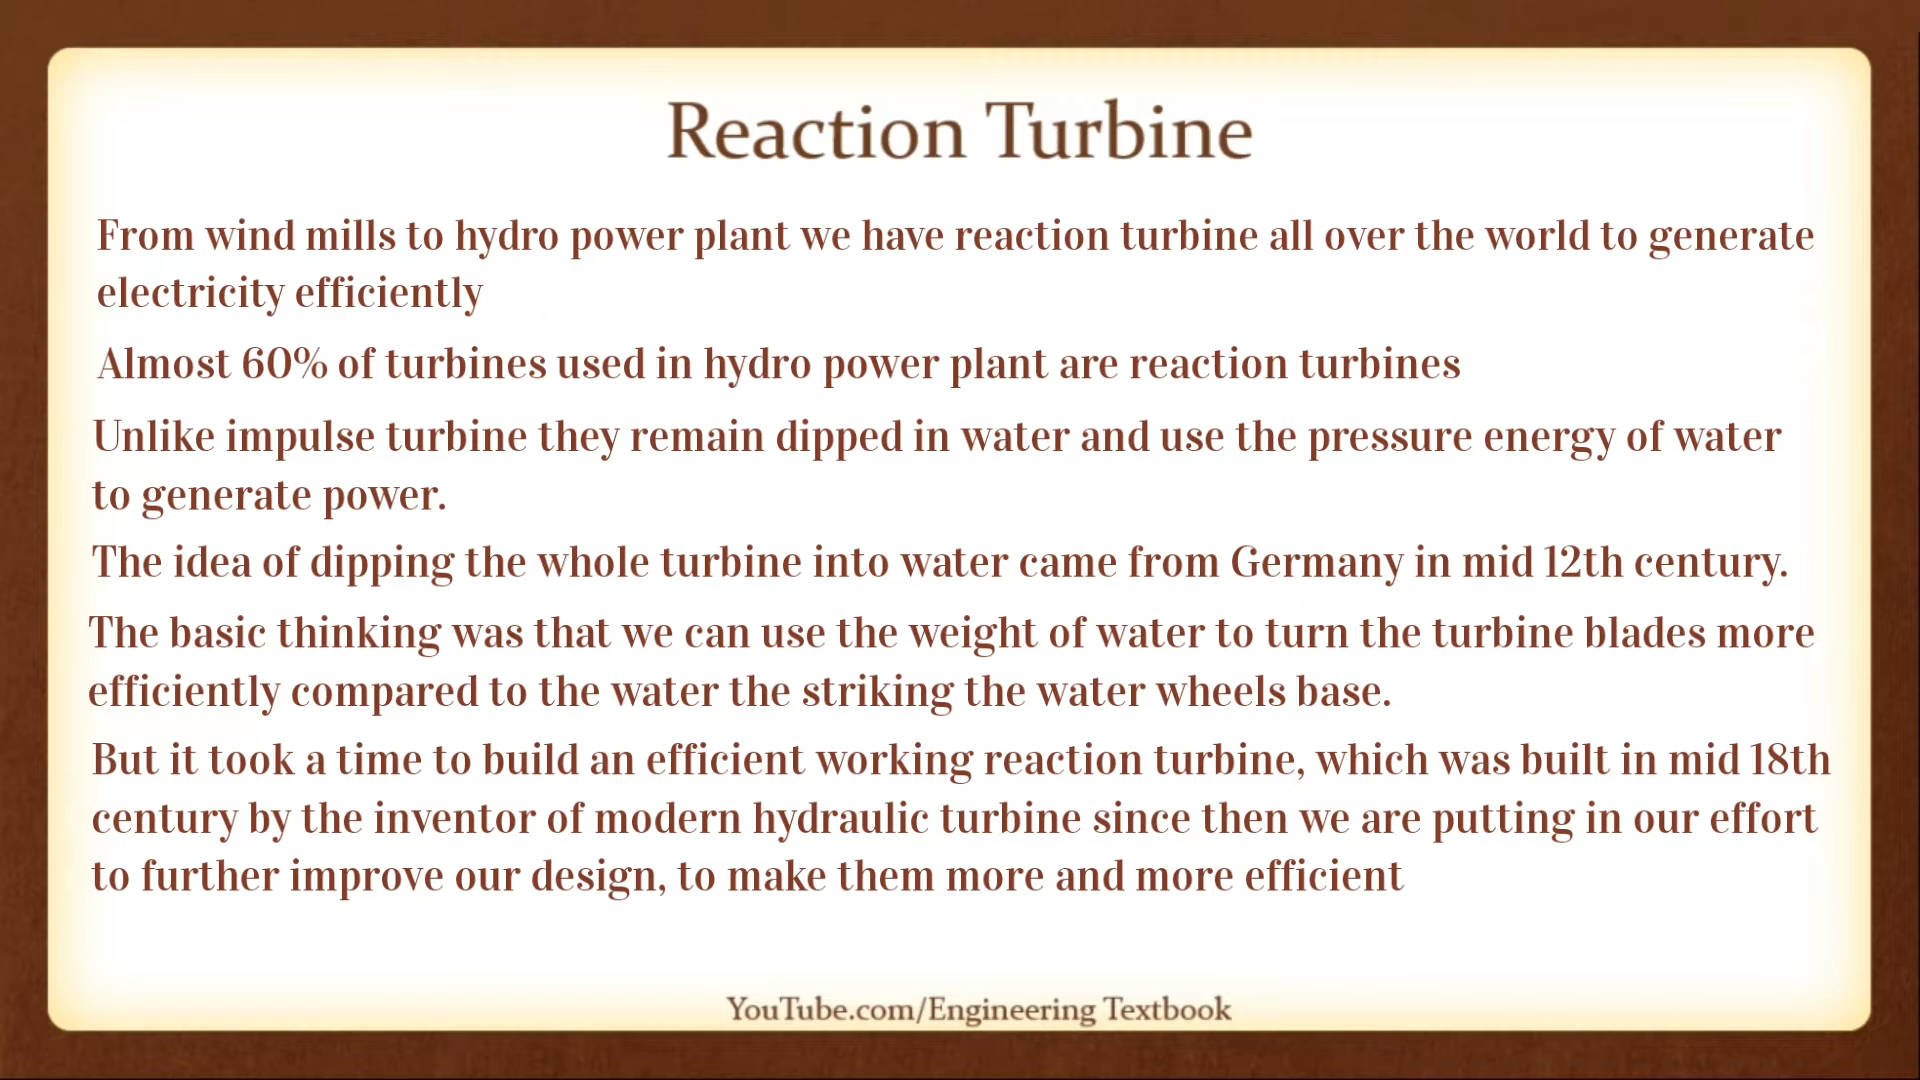 Reaction Turbine
From wind mills to hydro power plant we have reaction turbine all over the world to generate
electricity efficiently
Almost 60% of turbines used in hydro power plant are reaction turbines
Unlike impulse turbine they remain dipped in water and use the pressure energy of water
to generate power.
The idea of dipping the whole turbine into water came from Germany in mid 12th century.
The basic thinking was that we can use the weight of water to turn the turbine blades more
efficiently compared to the water the striking the water wheels base.
But it took a time to build an efficient working reaction turbine, which was built in mid 18th
century by the inventor of modern hydraulic turbine since then we are putting in our effort
to further improve our design, to make them more and more efficient
YouTube.com/Engineering Textbook